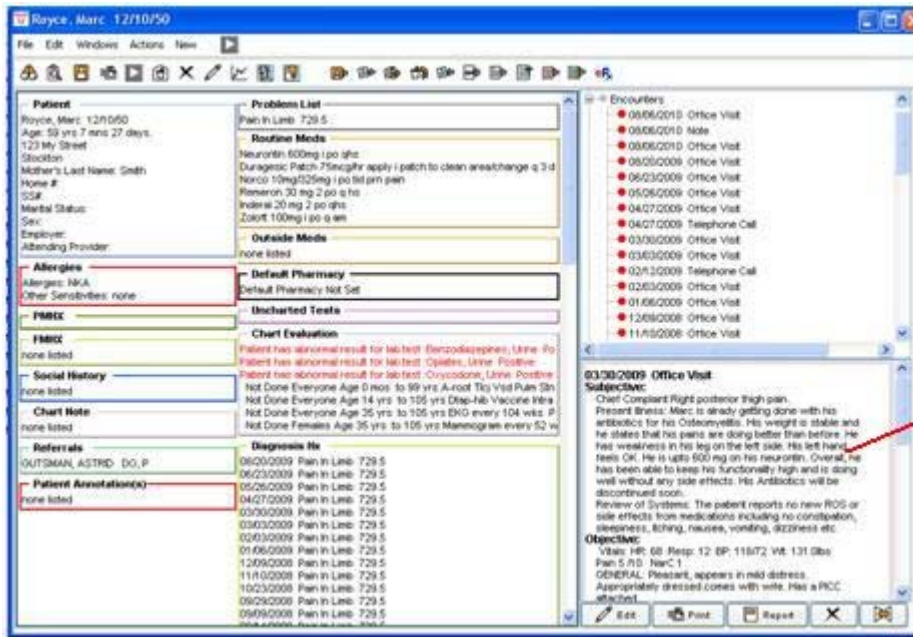 Royce, Marc 12/10/50
File Edit Windows Actions New
Patient
Royce, Marc 12/10/50
Age: 59 yrs 7 mns 27 days.
123 My Street
Stockton
Mother's Last Name: Smith
Home #
SS#
Marital Status:
Sex:
Employer:
Attending Provider:
Allergies
Allergies: NKA
Other Sensitivities: none
PMHX
FMHX
none listed
Social History
none listed
Chart Note
none listed
Referrals
GUTSMAN, ASTRID DO, P
Patient Annotation(s)
none listed
Problem List
Pain In Limb 729.5
Routine Meds
Neurontin 600mg i po qhs
Duragesic Patch 75mcg/hr apply i patch to clean area/change q 3 d
Norco 10mg/325mg i po tid prn pain
Remeron 30 mg 2 po q hs
Inderal 20 mg 2 po q hs
Zoloft 100mg i po q am
Outside Meds
none listed
Default Pharmacy
Default Pharmacy Not Set
Uncharted Tests
Chart Evaluation
Patient has abnormal result for lab test Benzodiazepines, Urine Po
Patient has abnormal result for lab test Opiates, Urine Positive
Patient has abnormal result for lab test Oxycodone, Urine Positive
Not Done Everyone Age 0 mos to 99 yrs A-root Tlcj Vsd Pulm Stn
Not Done Everyone Age 14 yrs to 105 yrs Dtap-hib Vaccine Intra
Not Done Everyone Age 35 yrs to 105 yrs EKG every 104 wks P
Not Done Females Age 35 yrs to 105 yrs Mammogram every 52 w
Diagnosis Hx
08/20/2009 Pain In Limb 729.5
06/23/2009 Pain In Limb 729.5
05/26/2009 Pain In Limb 729.5
04/27/2009 Pain In Limb 729.5
03/30/2009 Pain In Limb 729.5
03/03/2009 Pain In Limb 729.5
02/03/2009 Pain In Limb 729.5
01/06/2009 Pain In Limb 729.5
12/09/2008 Pain In Limb 729.5
11/10/2008 Pain In Limb 729.5
10/23/2008 Pain In Limb 729.5
09/29/2008 Pain In Limb 729.5
09/09/2008 Pain In Limb 729.5
Encounters
08/06/2010 Office Visit
08/06/2010 Note
08/06/2010 Office Visit
08/20/2009 Office Visit
06/23/2009 Office Visit
05/26/2009 Office Visit
04/27/2009 Office Visit
04/27/2009 Telephone Call
03/30/2009 Office Visit
03/03/2009 Office Visit
02/12/2009 Telephone Call
02/03/2009 Office Visit
01/06/2009 Office Visit
12/09/2008 Office Visit
11/10/2008 Office Visit
03/30/2009 Office Visit
Subjective:
Chief Complaint Right posterior thigh pain.
Present Illness: Marc is already getting done with his
antibiotics for his Osteomyelitis. His weight is stable and
he states that his pains are doing better than before. He
has weakness in his leg on the left side. His left hand
feels OK. He is upto 600 mg on his neurontin. Overall, he
has been able to keep his functionality high and is doing
well without any side effects. His Antibiotics will be
discontinued soon.
Review of Systems: The patient reports no new ROS or
side effects from medications including no constipation,
sleepiness, itching, nausea, vomiting, dizziness etc.
Objective:
Vitals: HR: 68 Resp: 12 BP: 118/72 Wt: 131.0lbs
Pain 5 /10 NarC 1
GENERAL: Pleasant, appears in mild distress.
Appropriately dressed comes with wife. Has a PICC
attached
Edit Print Report